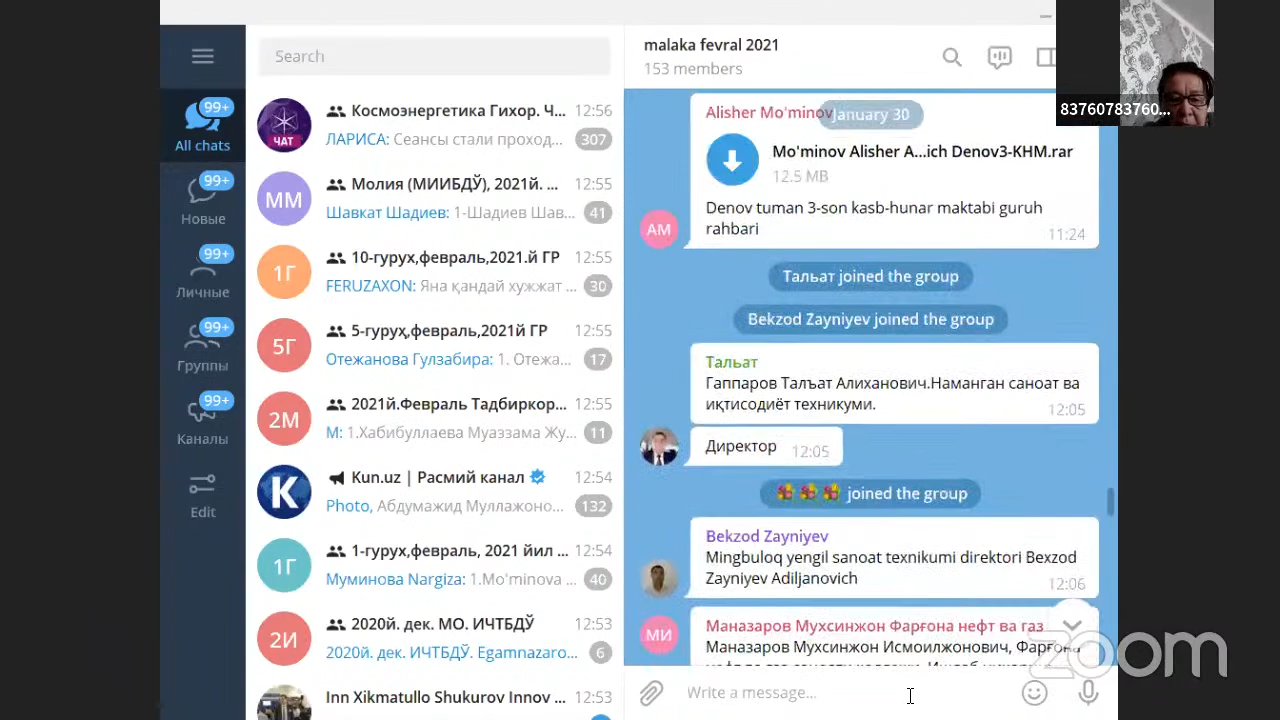 Search
malaka fevral 2021
153 members
83760783760...
99+
All chats
99+
Новые
99+
Личные
99+
Группы
99+
Каналы
Edit
ЧАТ
Космоэнергетика Гихор. Ч... 12:56
ЛАРИСА: Сеансы стали проход... 307
ММ
Молия (МИИБДЎ), 2021й. ... 12:55
Шавкат Шадиев: 1-Шадиев Шав... 41
1Г
10-гурух,февраль,2021.й ГР 12:55
FERUZAXON: Яна қандай хужжат ... 30
5Г
5-гуруҳ,февраль,2021й ГР 12:55
Отежанова Гулзабира: 1. Отежа... 17
2М
2021й.Февраль Тадбиркор... 12:55
М: 1.Хабибуллаева Муаззама Жу... 11
K
Kun.uz | Расмий канал 12:54
Photo, Абдумажид Муллажоно... 132
1Г
1-гурух,февраль, 2021 йил ... 12:54
Муминова Nargiza: 1.Mo'minova ... 40
2И
2020й. дек. МО. ИЧТБДЎ 12:53
2020й. дек. ИЧТБДЎ. Egamnazaro... 6
Inn Xikmatullo Shukurov Innov ... 12:53
Alisher Mo'minov
January 30
Mo'minov Alisher A...ich Denov3-KHM.rar
12.5 MB
Denov tuman 3-son kasb-hunar maktabi guruh
rahbari
11:24
AM
Тальат joined the group
Bekzod Zayniyev joined the group
Тальат
Гаппаров Талъат Алиханович.Наманган саноат ва
иқтисодиёт техникуми.
12:05
Директор 12:05
joined the group
Bekzod Zayniyev
Mingbuloq yengil sanoat texnikumi direktori Bexzod
Zayniyev Adiljanovich
12:06
МИ
Маназаров Мухсинжон Фарғона нефт ва газ
Маназаров Мухсинжон Исмоилжонович, Фарғона
Write a message...
zoom